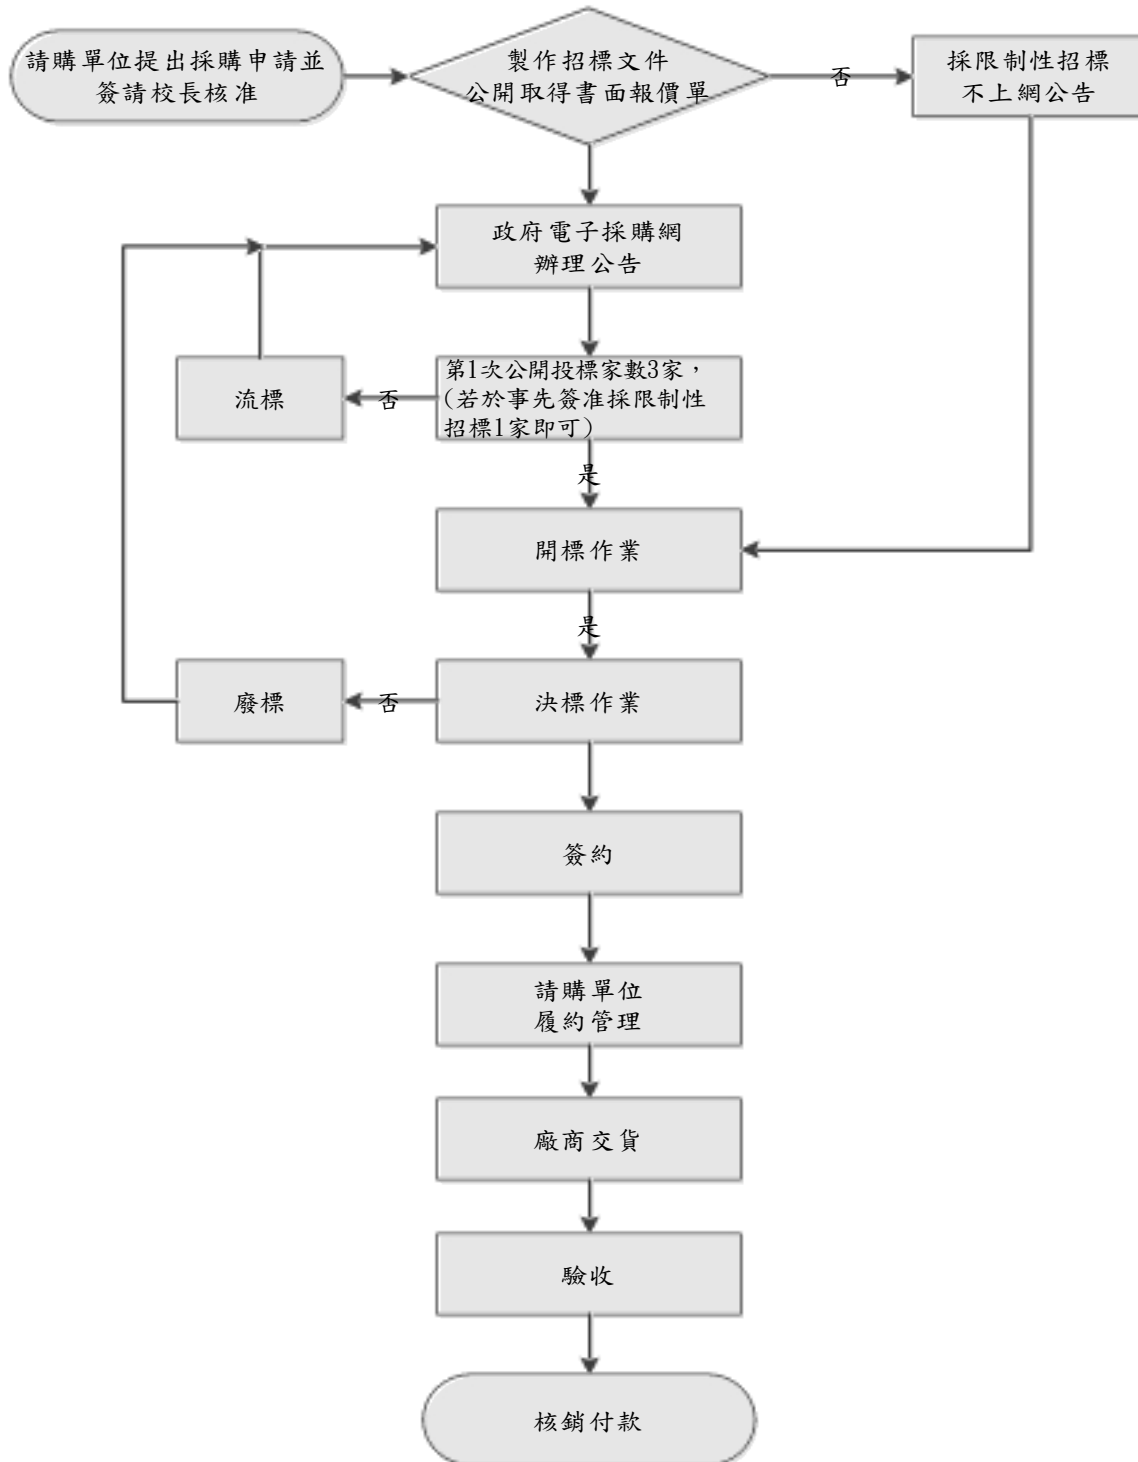 請購單位提出採購申請並
簽請校長核准
製作招標文件
公開取得書面報價單
否
採限制性招標
不上網公告
政府電子採購網
辦理公告
第1次公開投標家數3家，
(若於事先簽准採限制性
招標1家即可)
否
流標
是
開標作業
是
決標作業
否
廢標
簽約
請購單位
履約管理
廠商交貨
驗收
核銷付款